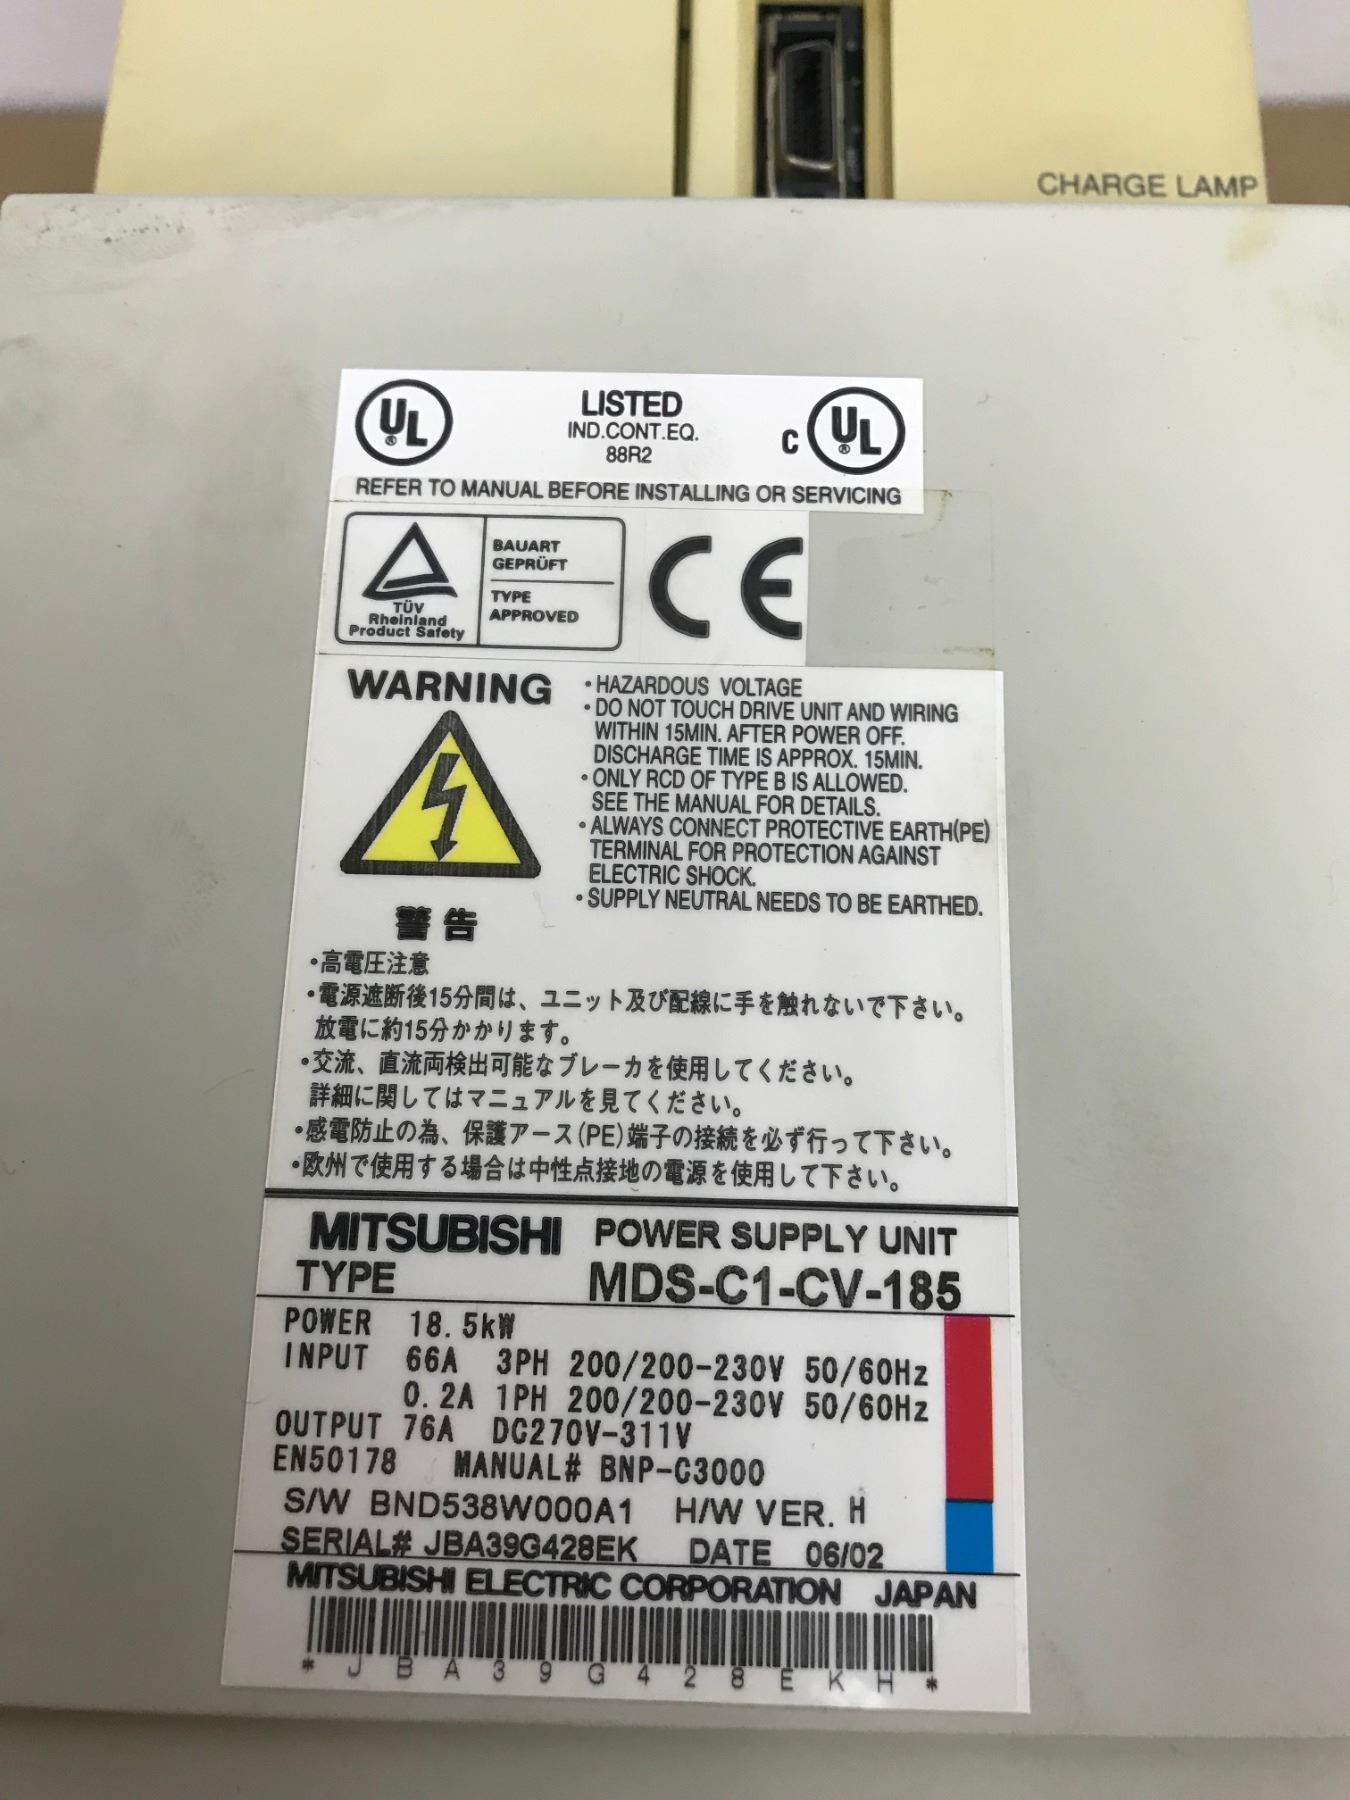 CHARGE LAMP
UL ®
LISTED
IND.CONT.EQ.
88R2
C UL ®
REFER TO MANUAL BEFORE INSTALLING OR SERVICING
TÜV
Rheinland
Product Safety
BAUART
GEPRÜFT
TYPE
APPROVED
CE
WARNING
・HAZARDOUS VOLTAGE
・DO NOT TOUCH DRIVE UNIT AND WIRING
WITHIN 15MIN. AFTER POWER OFF.
DISCHARGE TIME IS APPROX. 15MIN.
・ONLY RCD OF TYPE B IS ALLOWED.
SEE THE MANUAL FOR DETAILS.
・ALWAYS CONNECT PROTECTIVE EARTH(PE)
TERMINAL FOR PROTECTION AGAINST
ELECTRIC SHOCK.
・SUPPLY NEUTRAL NEEDS TO BE EARTHED.
警告
・高電圧注意
・電源遮断後15分間は、ユニット及び配線に手を触れないで下さい。
放電に約15分かかります。
・交流、直流両検出可能なブレーカを使用してください。
詳細に関してはマニュアルを見てください。
・感電防止の為、保護アース(PE)端子の接続を必ず行って下さい。
・欧州で使用する場合は中性点接地の電源を使用して下さい。
MITSUBISHI POWER SUPPLY UNIT
TYPE MDS-C1-CV-185
POWER 18.5kW
INPUT 66A 3PH 200/200-230V 50/60Hz
0.2A 1PH 200/200-230V 50/60Hz
OUTPUT 76A DC270V-311V
EN50178 MANUAL# BNP-C3000
S/W BND538W000A1 H/W VER. H
SERIAL# JBA39G428EK DATE 06/02
MITSUBISHI ELECTRIC CORPORATION JAPAN
* J B A 3 9 G 4 2 8 E K H *